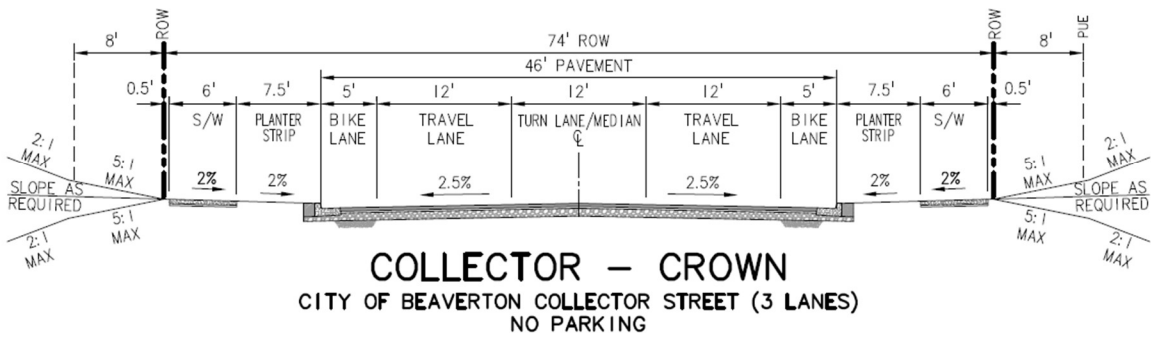 ROW
ROW
PUE
8'
74' ROW
8'
46' PAVEMENT
0.5'
6'
7.5'
5'
12'
12'
12'
5'
7.5'
6'
0.5'
S/W
PLANTER
STRIP
BIKE
LANE
TRAVEL
LANE
TURN LANE/MEDIAN
℄
TRAVEL
LANE
BIKE
LANE
PLANTER
STRIP
S/W
2:1
MAX
5:1
MAX
SLOPE AS
REQUIRED
5:1
MAX
2:1
MAX
2%
2%
2.5%
2.5%
2%
2%
5:1
MAX
2:1
MAX
SLOPE AS
REQUIRED
5:1
MAX
2:1
MAX
COLLECTOR – CROWN
CITY OF BEAVERTON COLLECTOR STREET (3 LANES)
NO PARKING